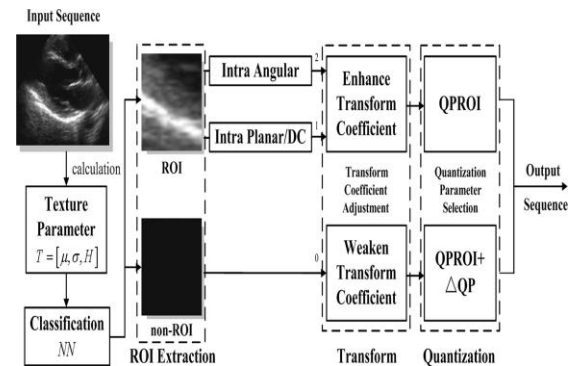 Input Sequence
calculation
Texture
Parameter
T=[μ,σ,H]
Classification
NN
ROI
non-ROI
ROI Extraction
Intra Angular
2
Intra Planar/DC
1
0
Enhance
Transform
Coefficient
Transform
Coefficient
Adjustment
Weaken
Transform
Coefficient
Transform
QPROI
Quantization
Parameter
Selection
QPROI+
△QP
Quantization
Output
Sequence